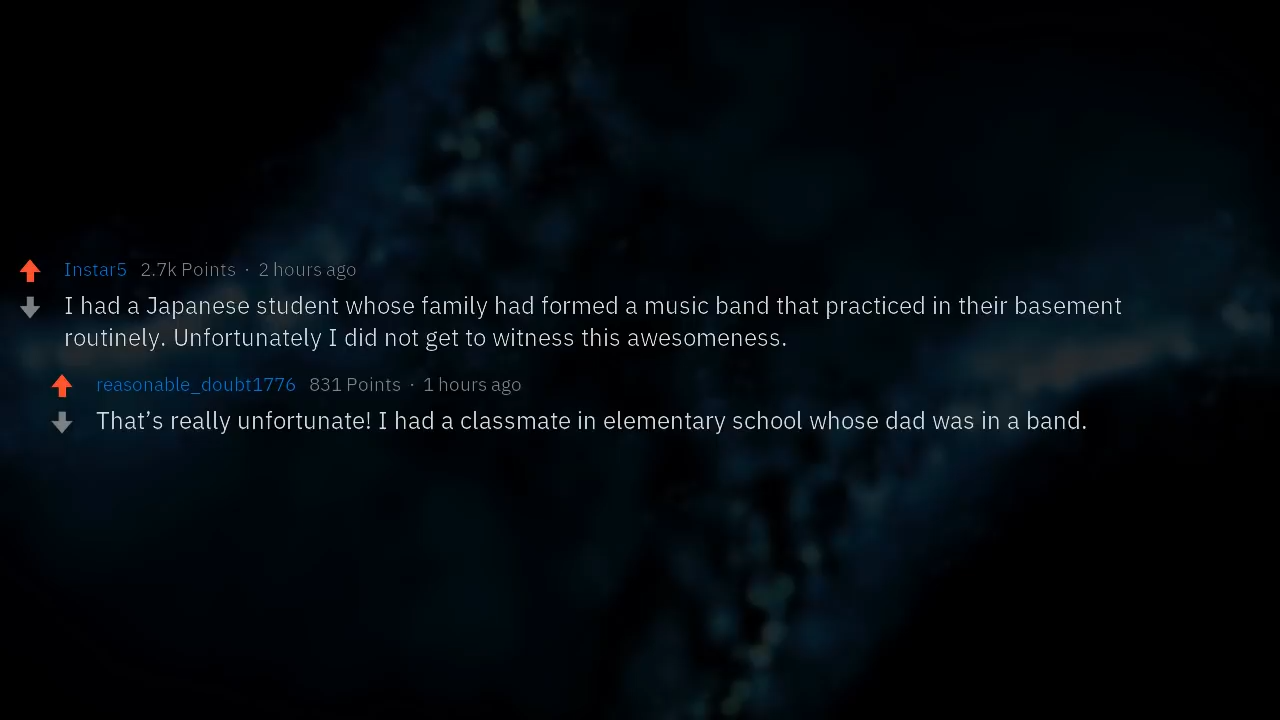 Instar5 2.7k Points · 2 hours ago
I had a Japanese student whose family had formed a music band that practiced in their basement
routinely. Unfortunately I did not get to witness this awesomeness.
reasonable_doubt1776 831 Points · 1 hours ago
That’s really unfortunate! I had a classmate in elementary school whose dad was in a band.